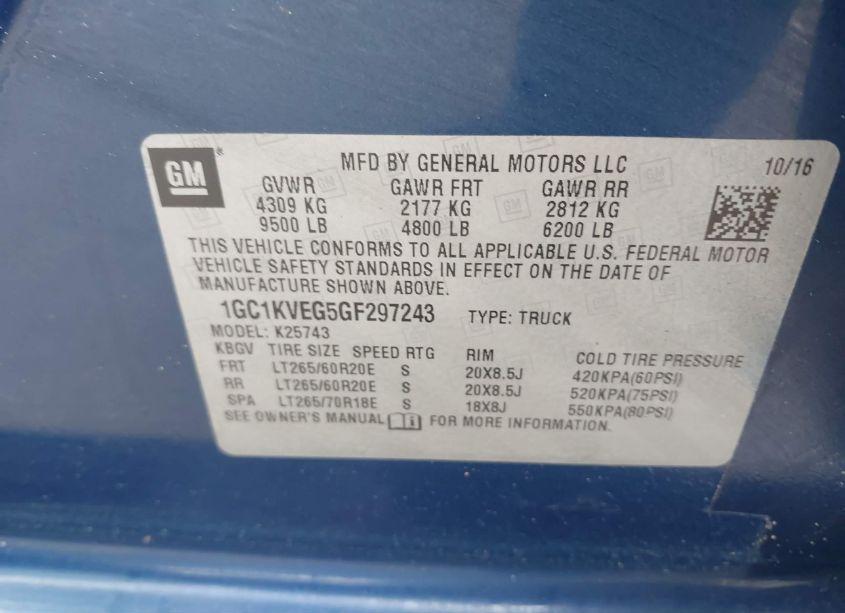 GM
MFD BY GENERAL MOTORS LLC 10/16
GVWR GAWR FRT GAWR RR
4309 KG 2177 KG 2812 KG
9500 LB 4800 LB 6200 LB
THIS VEHICLE CONFORMS TO ALL APPLICABLE U.S. FEDERAL MOTOR
VEHICLE SAFETY STANDARDS IN EFFECT ON THE DATE OF
MANUFACTURE SHOWN ABOVE.
1GC1KVEG5GF297243 TYPE: TRUCK
MODEL: K25743
KBGV TIRE SIZE SPEED RTG RIM COLD TIRE PRESSURE
FRT LT265/60R20E S 20X8.5J 420KPA(60PSI)
RR LT265/60R20E S 20X8.5J 520KPA(75PSI)
SPA LT265/70R18E S 18X8J 550KPA(80PSI)
SEE OWNER'S MANUAL FOR MORE INFORMATION.